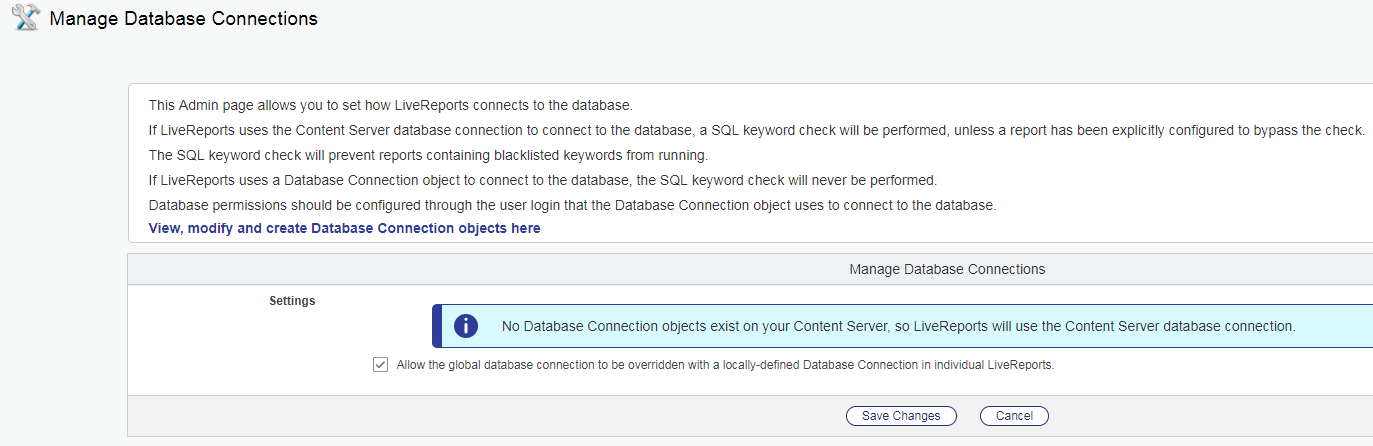 Manage Database Connections
This Admin page allows you to set how LiveReports connects to the database.
If LiveReports uses the Content Server database connection to connect to the database, a SQL keyword check will be performed, unless a report has been explicitly configured to bypass the check.
The SQL keyword check will prevent reports containing blacklisted keywords from running.
If LiveReports uses a Database Connection object to connect to the database, the SQL keyword check will never be performed.
Database permissions should be configured through the user login that the Database Connection object uses to connect to the database.
View, modify and create Database Connection objects here
Manage Database Connections
Settings
No Database Connection objects exist on your Content Server, so LiveReports will use the Content Server database connection.
Allow the global database connection to be overridden with a locally-defined Database Connection in individual LiveReports.
Save Changes Cancel